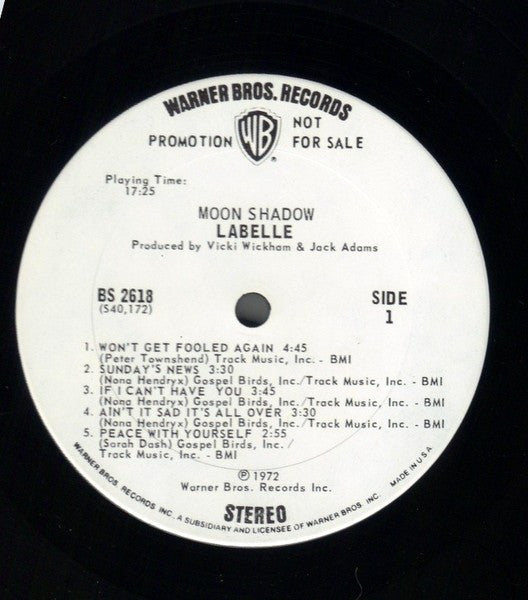 WARNER BROS. RECORDS
PROMOTION WB NOT FOR SALE
®
Playing Time:
17:25
MOON SHADOW
LABELLE
Produced by Vicki Wickham & Jack Adams
BS 2618
(S40,172)
SIDE
1
1. WON'T GET FOOLED AGAIN 4:45
(Peter Townshend) Track Music, Inc. - BMI
2. SUNDAY'S NEWS 3:30
(Nona Hendryx) Gospel Birds, Inc./Track Music, Inc. - BMI
3. IF I CAN'T HAVE YOU 3:45
(Nona Hendryx) Gospel Birds, Inc./Track Music, Inc. - BMI
4. AIN'T IT SAD IT'S ALL OVER 3:30
(Nona Hendryx) Gospel Birds, Inc./Track Music, Inc. - BMI
5. PEACE WITH YOURSELF 2:55
(Sarah Dash) Gospel Birds, Inc./
Track Music, Inc. - BMI
℗ 1972
Warner Bros. Records Inc.
STEREO
WARNER BROS. RECORDS INC. A SUBSIDIARY AND LICENSEE OF WARNER BROS. INC. MADE IN U.S.A.